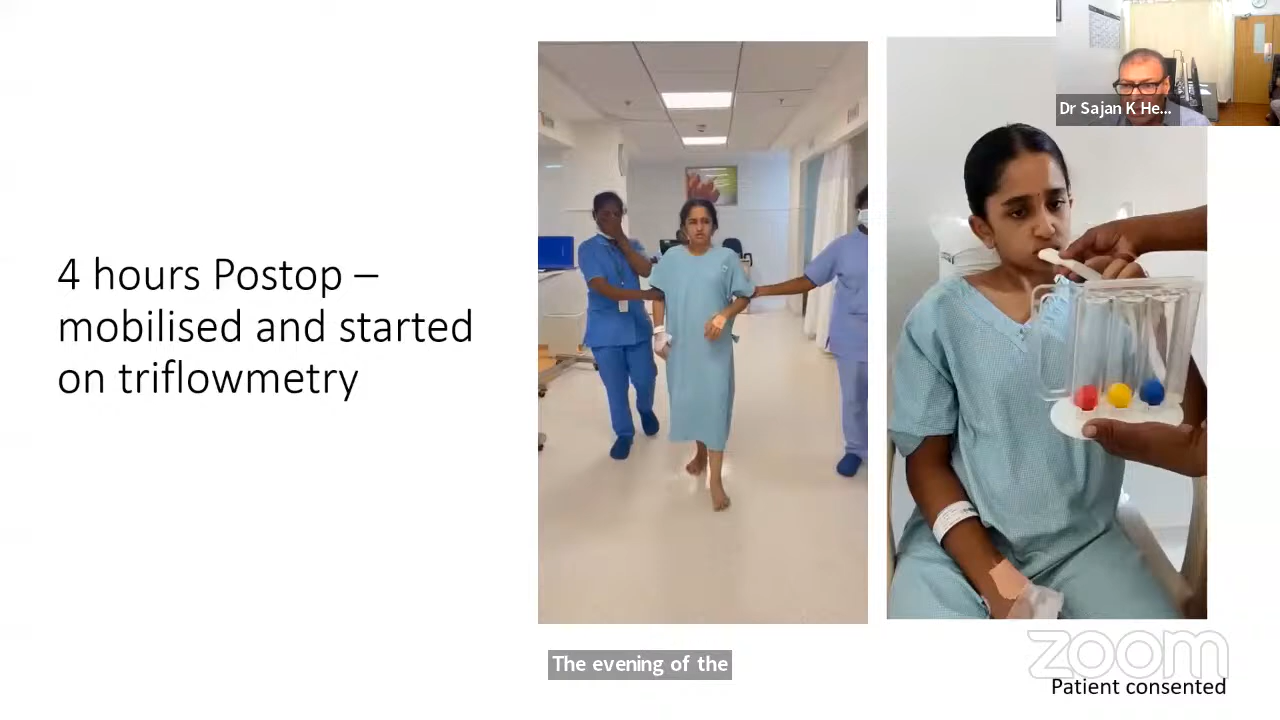 Dr Sajan K He...
4 hours Postop –
mobilised and started
on triflowmetry
The evening of the
zoom
Patient consented